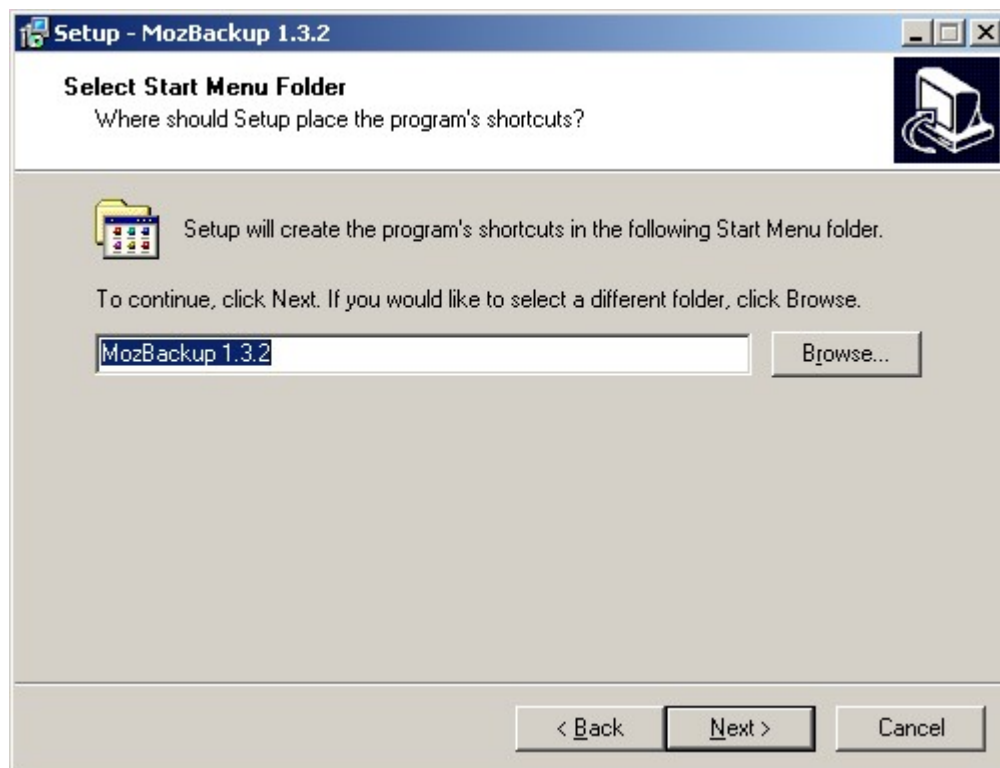 Setup - MozBackup 1.3.2
Select Start Menu Folder
Where should Setup place the program's shortcuts?
Setup will create the program's shortcuts in the following Start Menu folder.
To continue, click Next. If you would like to select a different folder, click Browse.
MozBackup 1.3.2
Browse...
< Back
Next >
Cancel